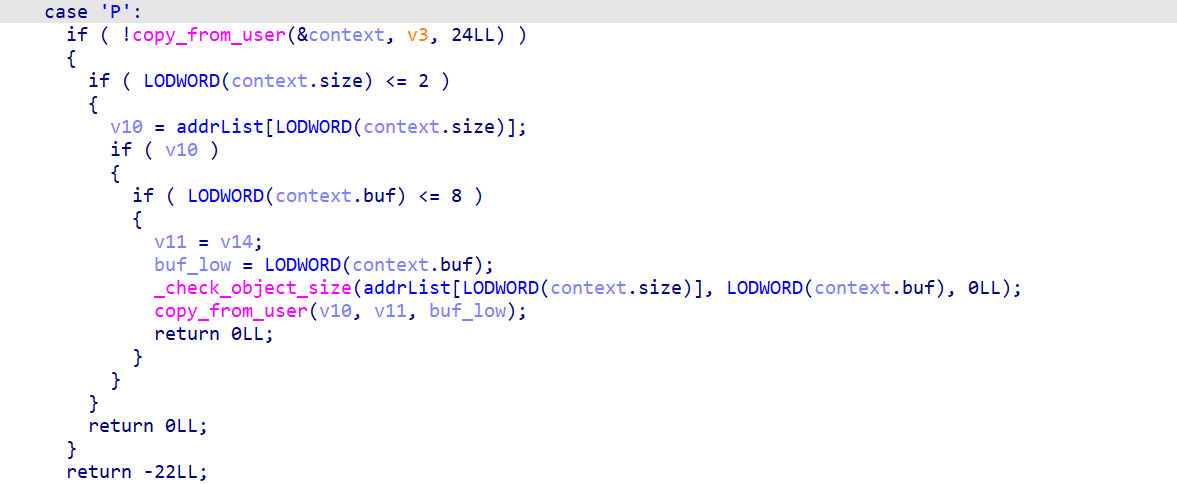 case 'P':
if ( !copy_from_user(&context, v3, 24LL) )
{
if ( LODWORD(context.size) <= 2 )
{
v10 = addrList[LODWORD(context.size)];
if ( v10 )
{
if ( LODWORD(context.buf) <= 8 )
{
v11 = v14;
buf_low = LODWORD(context.buf);
_check_object_size(addrList[LODWORD(context.size)], LODWORD(context.buf), 0LL);
copy_from_user(v10, v11, buf_low);
return 0LL;
}
}
}
return 0LL;
}
return -22LL;